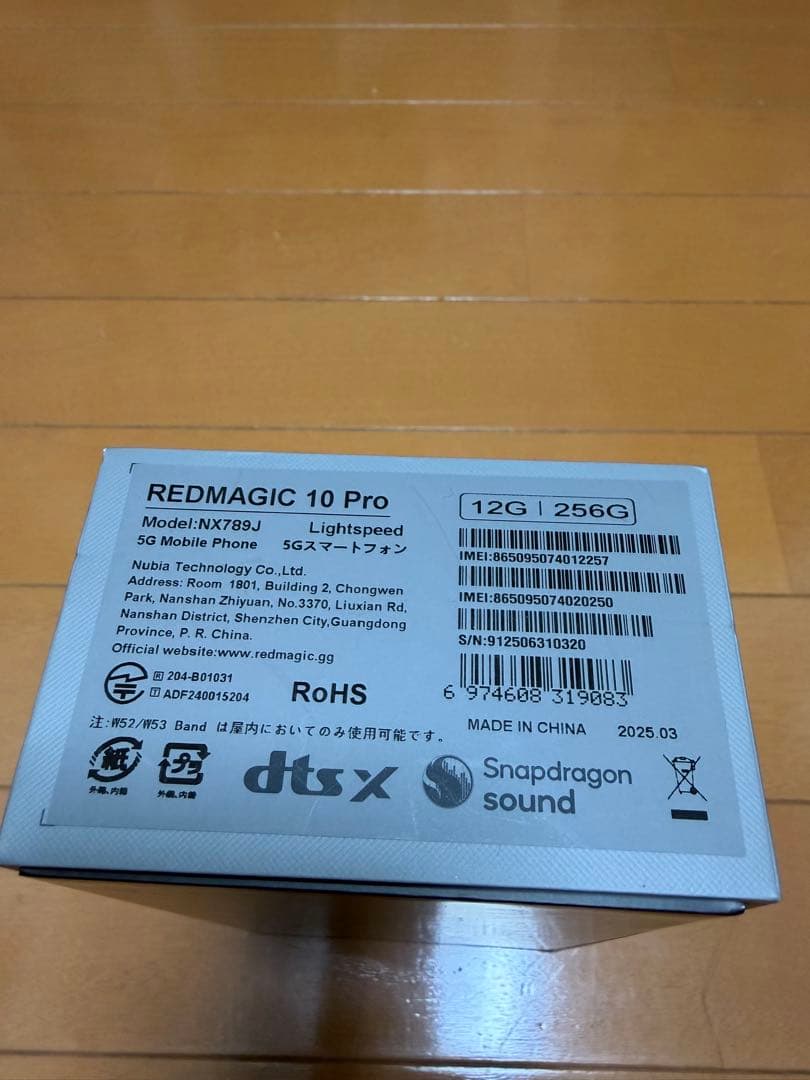 REDMAGIC 10 Pro
12G | 256G
Model:NX789J Lightspeed
5G Mobile Phone 5Gスマートフォン
IMEI:865095074012257
IMEI:865095074020250
S/N:912506310320
Nubia Technology Co.,Ltd.
Address: Room 1801, Building 2, Chongwen
Park, Nanshan Zhiyuan, No.3370, Liuxian Rd,
Nanshan District, Shenzhen City,Guangdong
Province, P. R. China.
Official website:www.redmagic.gg
R 204-B01031
T ADF240015204
RoHS
6 974608 319083
注:W52/W53 Band は屋内においてのみ使用可能です。
MADE IN CHINA 2025.03
紙
外箱、内箱
プラ
外装、内装
dts X
Snapdragon
sound